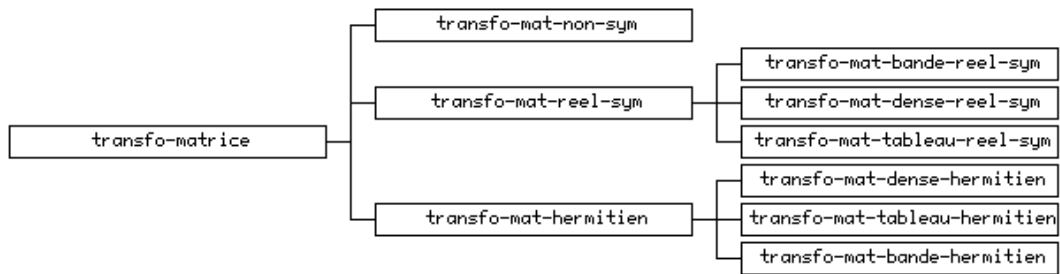 transfo-mat-non-sym
transfo-mat-bande-reel-sym
transfo-mat-reel-sym
transfo-mat-dense-reel-sym
transfo-matrice
transfo-mat-tableau-reel-sym
transfo-mat-dense-hermitien
transfo-mat-hermitien
transfo-mat-tableau-hermitien
transfo-mat-bande-hermitien